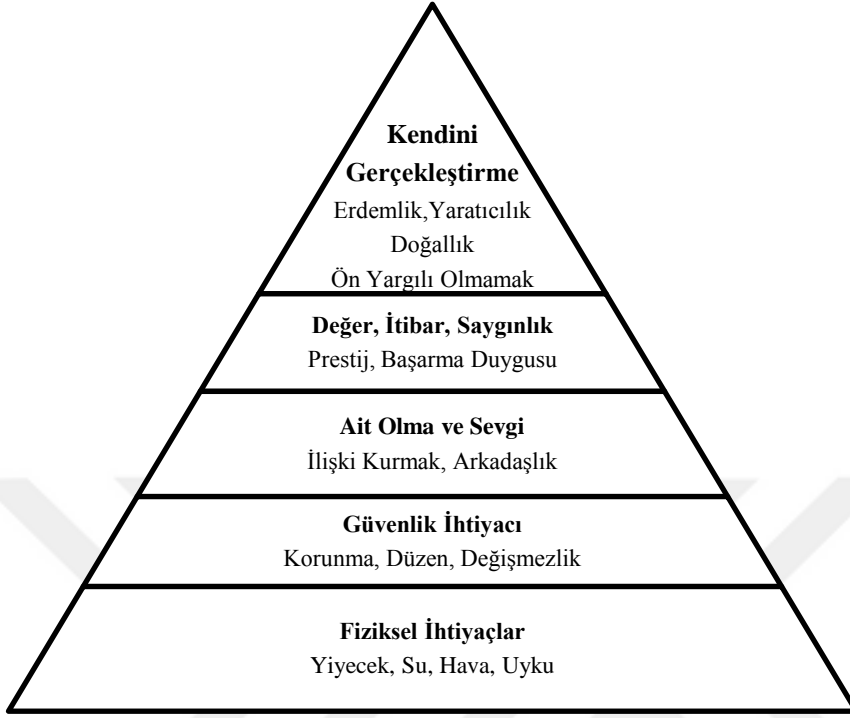 Kendini
Gerçekleştirme
Erdemlik,Yaratıcılık
Doğallık
Ön Yargılı Olmamak
Değer, İtibar, Saygınlık
Prestij, Başarma Duygusu
Ait Olma ve Sevgi
İlişki Kurmak, Arkadaşlık
Güvenlik İhtiyacı
Korunma, Düzen, Değişmezlik
Fiziksel İhtiyaçlar
Yiyecek, Su, Hava, Uyku